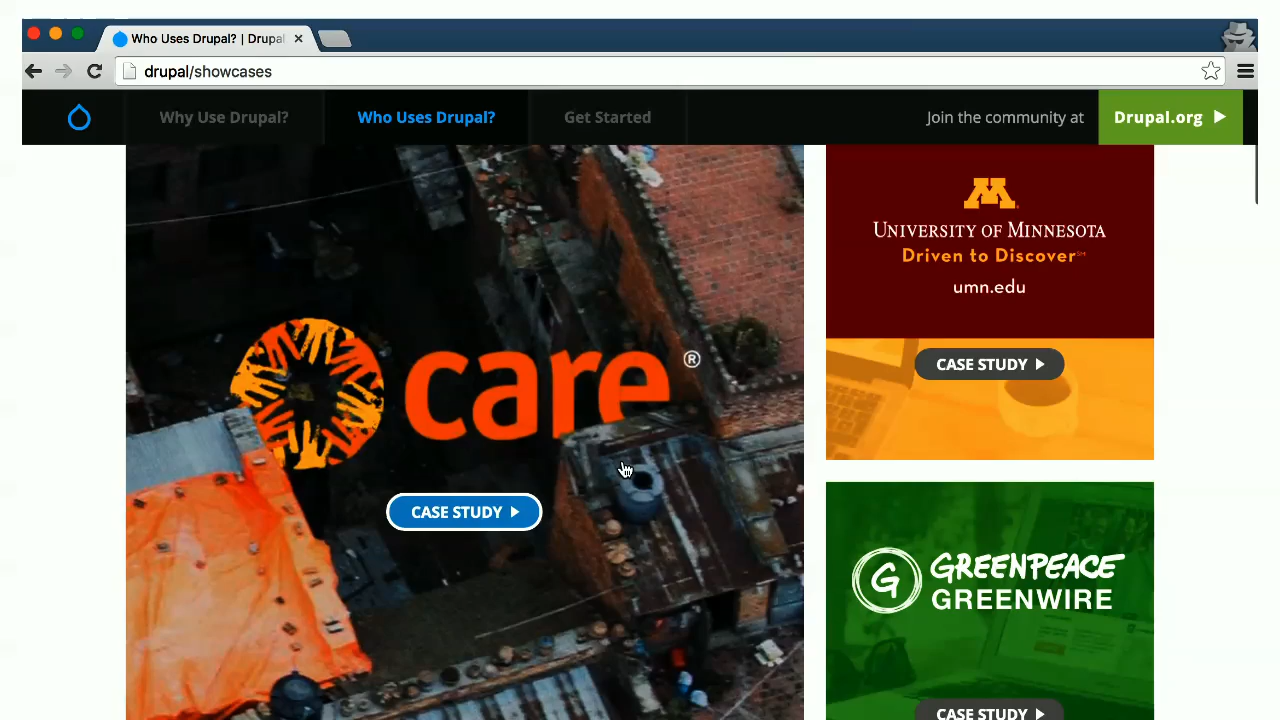 Who Uses Drupal? | Drupal
drupal/showcases
Why Use Drupal?
Who Uses Drupal?
Get Started
Join the community at
Drupal.org
care®
CASE STUDY
M
UNIVERSITY OF MINNESOTA
Driven to Discover℠
umn.edu
CASE STUDY
G
GREENPEACE
GREENWIRE
CASE STUDY